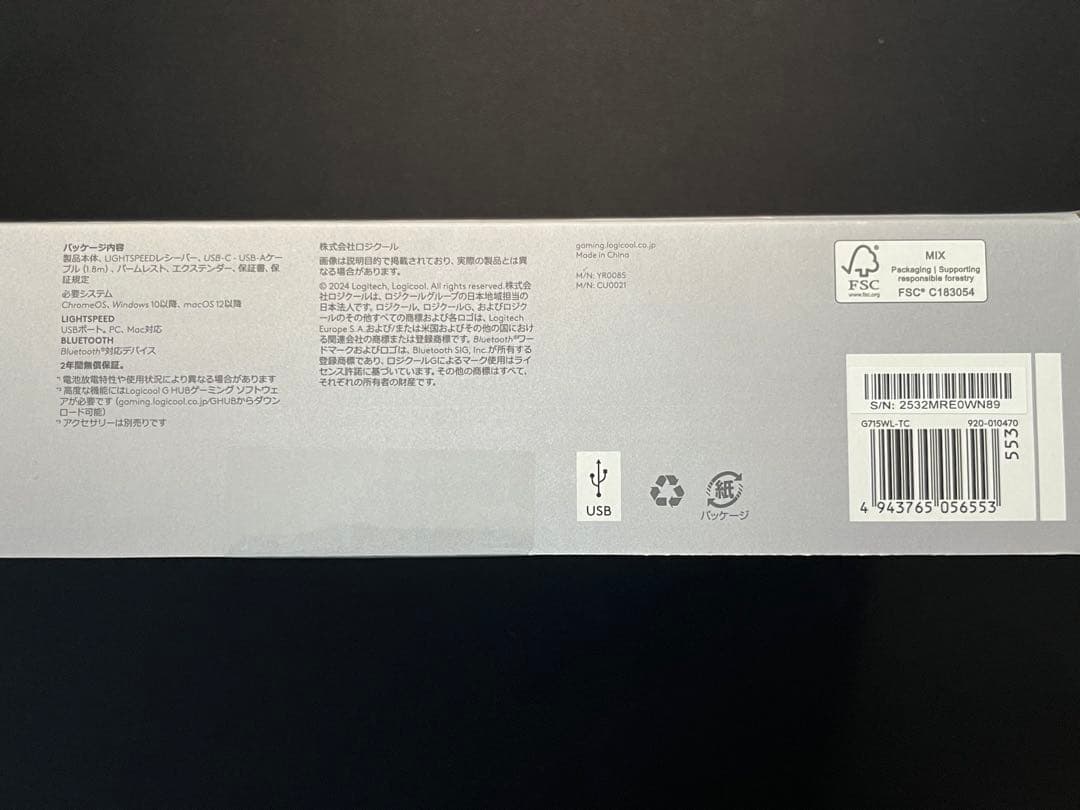 パッケージ内容
製品本体、LIGHTSPEEDレシーバー、USB-C - USB-Aケー
ブル (1.8m)、パームレスト、エクステンダー、保証書、保
証規定
必要システム
ChromeOS、Windows 10以降、macOS 12以降
LIGHTSPEED
USBポート。PC、Mac対応
BLUETOOTH
Bluetooth®対応デバイス
2年間無償保証。
*¹ 電池放電特性や使用状況により異なる場合があります
*² 高度な機能にはLogicool G HUBゲーミング ソフトウェ
アが必要です (gaming.logicool.co.jp/GHUBからダウン
ロード可能)
*³ アクセサリーは別売りです
株式会社ロジクール
画像は説明目的で掲載されており、実際の製品とは異
なる場合があります。
© 2024 Logitech, Logicool. All rights reserved.株式会
社ロジクールは、ロジクールグループの日本地域担当の
日本法人です。ロジクール、ロジクールG、およびロジクー
ルのその他すべての商標および各ロゴは、Logitech
Europe S.A.および/または米国およびその他の国におけ
る関連会社の商標または登録商標です。Bluetooth®ワー
ドマークおよびロゴは、Bluetooth SIG, Inc.が所有する
登録商標であり、ロジクールGによるマーク使用はライ
センス許諾に基づいています。その他の商標はすべて、
それぞれの所有者の財産です。
gaming.logicool.co.jp
Made in China
M/N: YR0085
M/N: CU0021
USB
紙
パッケージ
FSC
www.fsc.org
MIX
Packaging | Supporting
responsible forestry
FSC® C183054
S/N: 2532MRE0WN89
G715WL-TC 920-010470
553
4 943765 056553